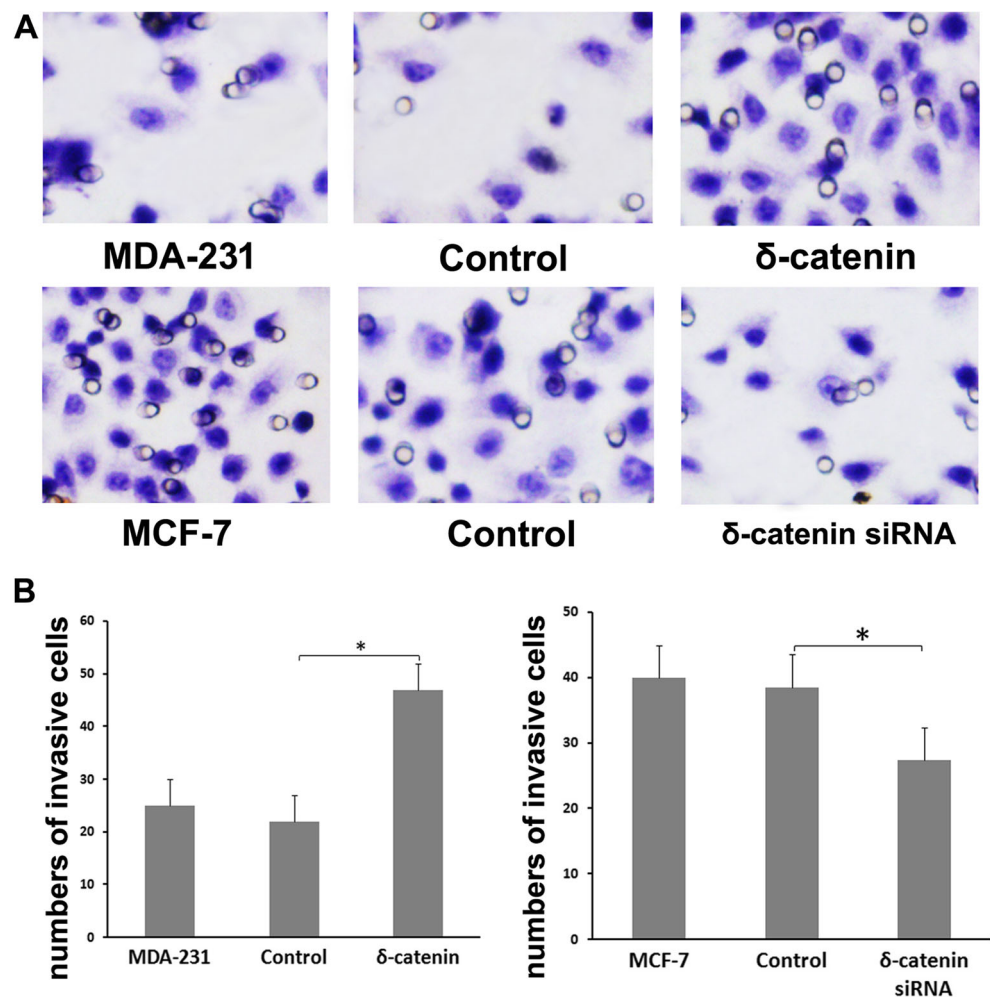 A
MDA-231
Control
δ-catenin
MCF-7
Control
δ-catenin siRNA
B
numbers of invasive cells
60
50
40
30
20
10
0
*
MDA-231
Control
δ-catenin
numbers of invasive cells
50
40
30
20
10
0
*
MCF-7
Control
δ-catenin
siRNA